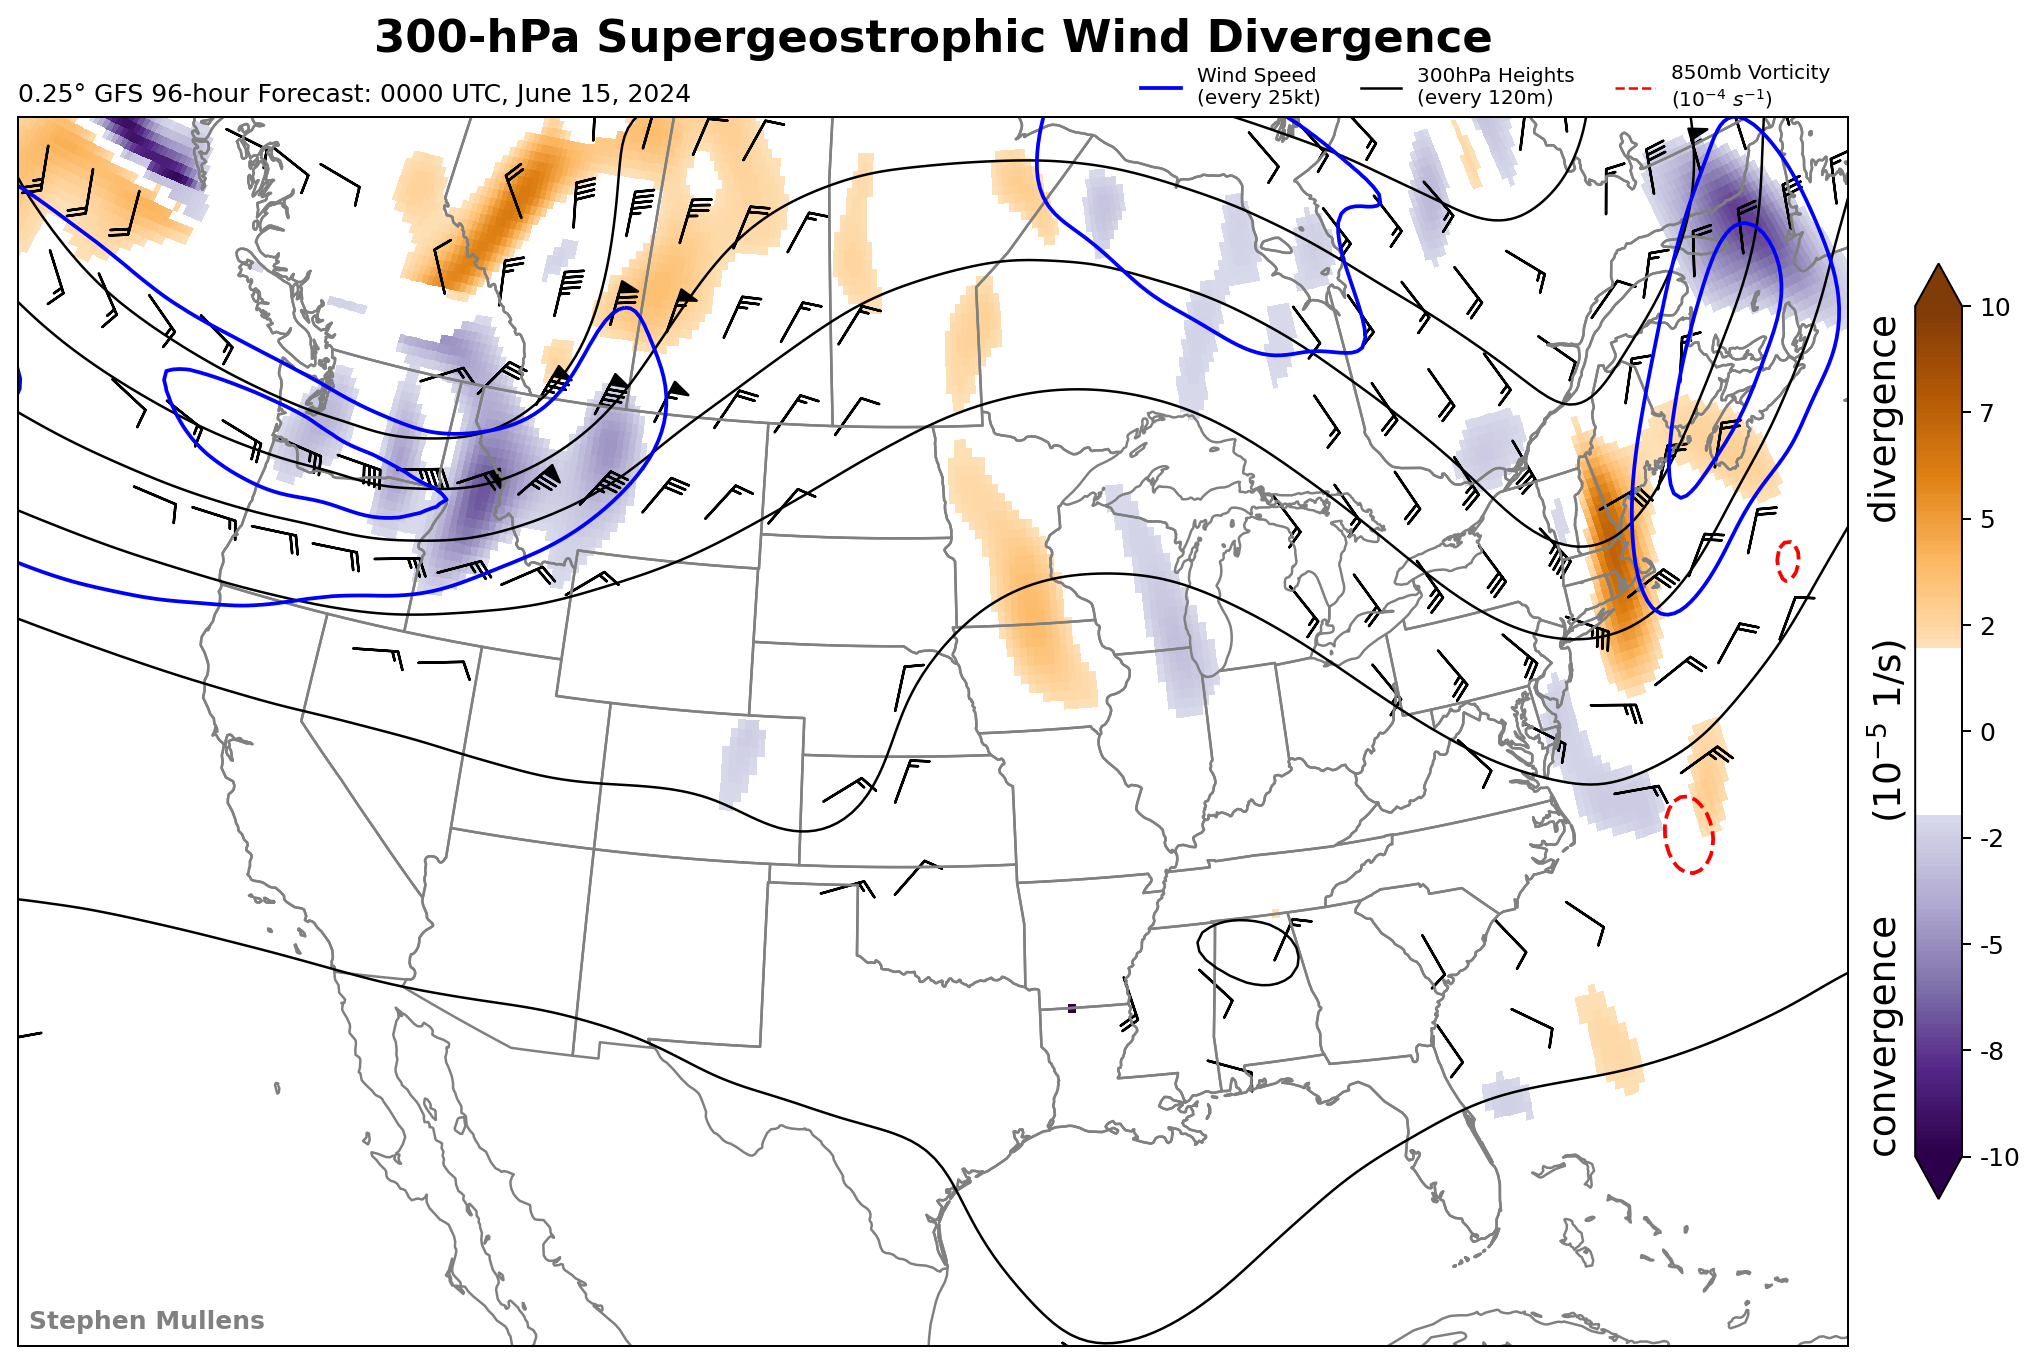 300-hPa Supergeostrophic Wind Divergence
0.25° GFS 96-hour Forecast: 0000 UTC, June 15, 2024
Wind Speed
(every 25kt)
300hPa Heights
(every 120m)
850mb Vorticity
(10⁻⁴ s⁻¹)
10
7
5
2
0
-2
-5
-8
-10
convergence (10⁻⁵ 1/s) divergence
Stephen Mullens